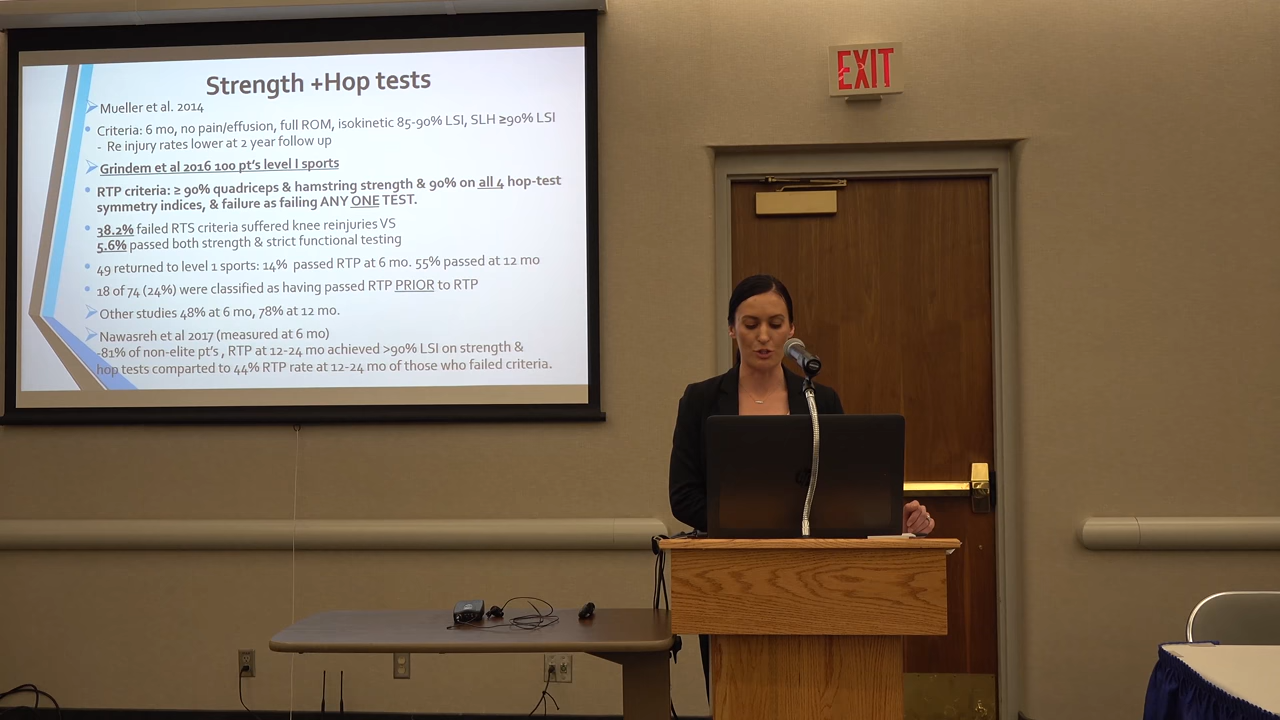 Strength +Hop tests
Mueller et al. 2014
Criteria: 6 mo, no pain/effusion, full ROM, isokinetic 85-90% LSI, SLH ≥90% LSI
- Re injury rates lower at 2 year follow up
Grindem et al 2016 100 pt's level I sports
RTP criteria: ≥ 90% quadriceps & hamstring strength & 90% on all 4 hop-test
symmetry indices, & failure as failing ANY ONE TEST.
38.2% failed RTS criteria suffered knee reinjuries VS
5.6% passed both strength & strict functional testing
49 returned to level 1 sports: 14% passed RTP at 6 mo. 55% passed at 12 mo
18 of 74 (24%) were classified as having passed RTP PRIOR to RTP
Other studies 48% at 6 mo, 78% at 12 mo.
Nawasreh et al 2017 (measured at 6 mo)
-81% of non-elite pt's, RTP at 12-24 mo achieved >90% LSI on strength &
hop tests comparted to 44% RTP rate at 12-24 mo of those who failed criteria.
EXIT